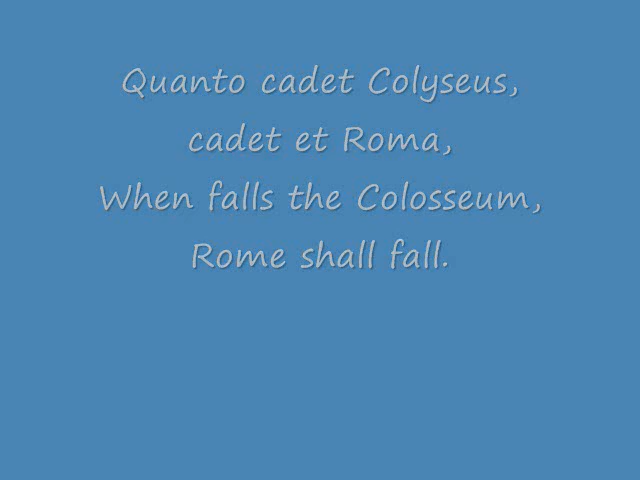 Quanto cadet Colyseus,
cadet et Roma,
When falls the Colosseum,
Rome shall fall.